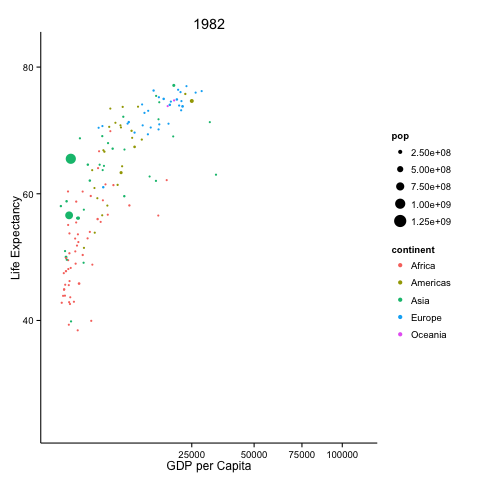 1982
80
60
40
Life Expectancy
25000 50000 75000 100000
GDP per Capita
pop
2.50e+08
5.00e+08
7.50e+08
1.00e+09
1.25e+09
continent
Africa
Americas
Asia
Europe
Oceania